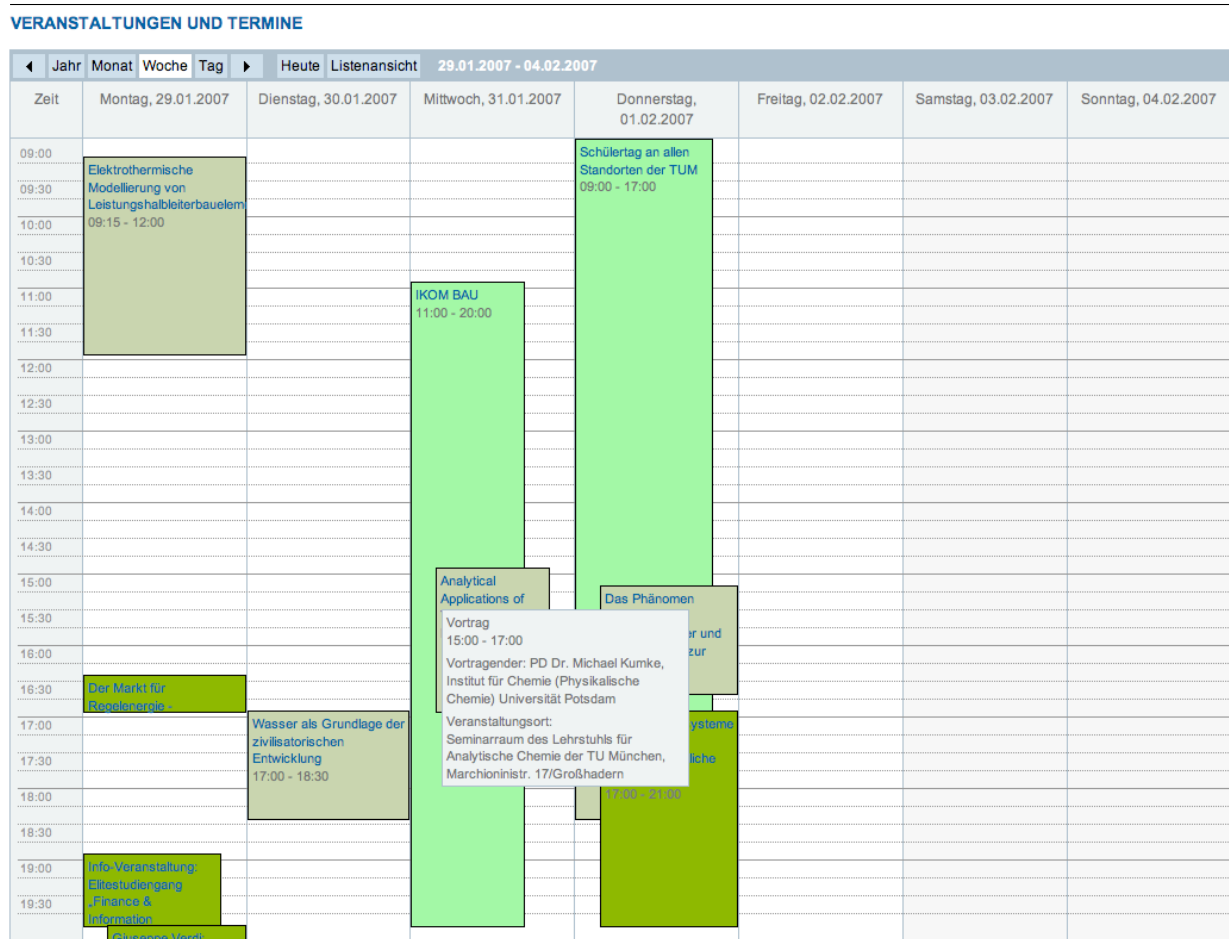 VERANSTALTUNGEN UND TERMINE
Jahr Monat Woche Tag Heute Listenansicht 29.01.2007 - 04.02.2007
Zeit
Montag, 29.01.2007
Dienstag, 30.01.2007
Mittwoch, 31.01.2007
Donnerstag,
01.02.2007
Freitag, 02.02.2007
Samstag, 03.02.2007
Sonntag, 04.02.2007
09:00
09:30
10:00
10:30
11:00
11:30
12:00
12:30
13:00
13:30
14:00
14:30
15:00
15:30
16:00
16:30
17:00
17:30
18:00
18:30
19:00
19:30
Elektrothermische
Modellierung von
Leistungshalbleiterbauelem
09:15 - 12:00
Der Markt für
Regelenergie -
Info-Veranstaltung:
Elitestudiengang
„Finance &
Information
Giuseppe Verdi:
Wasser als Grundlage der
zivilisatorischen
Entwicklung
17:00 - 18:30
IKOM BAU
11:00 - 20:00
Analytical
Applications of
Vortrag
15:00 - 17:00
Vortragender: PD Dr. Michael Kumke,
Institut für Chemie (Physikalische
Chemie) Universität Potsdam
Veranstaltungsort:
Seminarraum des Lehrstuhls für
Analytische Chemie der TU München,
Marchioninistr. 17/Großhadern
Schülertag an allen
Standorten der TUM
09:00 - 17:00
Das Phänomen
er und
zur
ysteme
liche
17:00 - 21:00